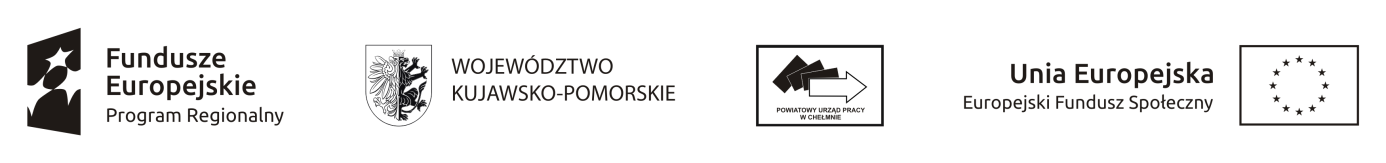 Fundusze
Europejskie
Program Regionalny
WOJEWÓDZTWO
KUJAWSKO-POMORSKIE
POWIATOWY URZĄD PRACY
W CHEŁMNIE
Unia Europejska
Europejski Fundusz Społeczny